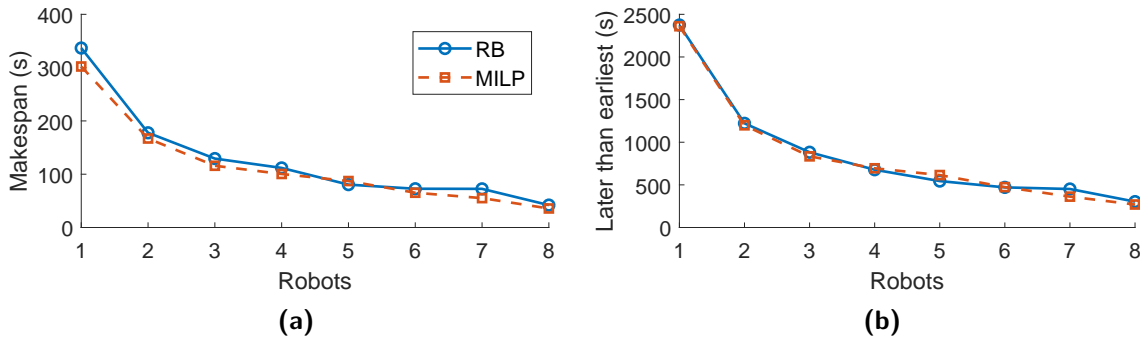 Makespan (s)
400
300
200
100
0
1 2 3 4 5 6 7 8
Robots
RB
MILP
(a)
Later than earliest (s)
2500
2000
1500
1000
500
0
1 2 3 4 5 6 7 8
Robots
(b)